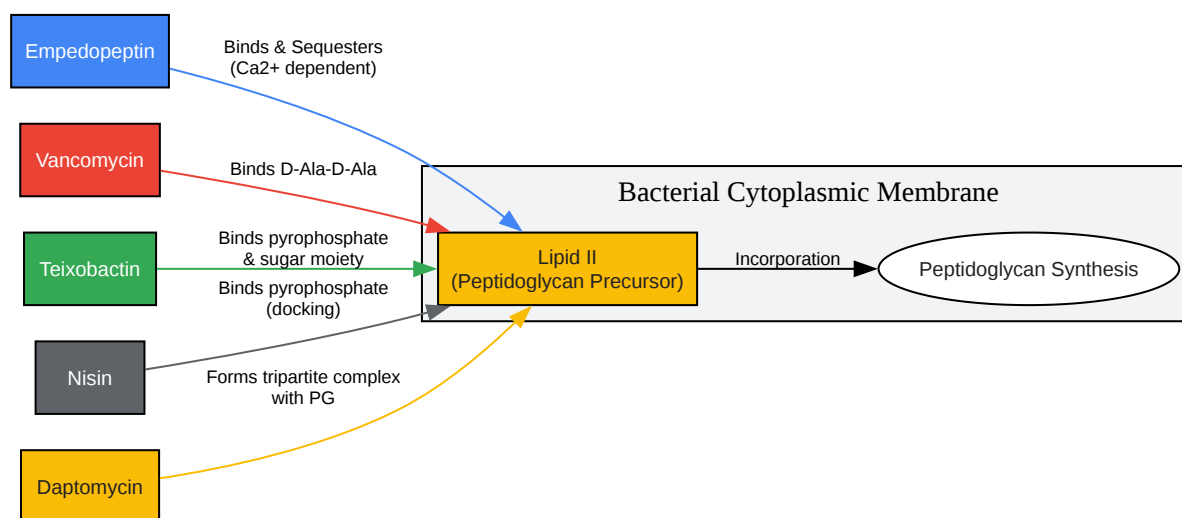 Empedopeptin
Binds & Sequesters
(Ca2+ dependent)
Vancomycin
Binds D-Ala-D-Ala
Bacterial Cytoplasmic Membrane
Teixobactin
Binds pyrophosphate
& sugar moiety
Lipid II
(Peptidoglycan Precursor)
Incorporation
Peptidoglycan Synthesis
Binds pyrophosphate
(docking)
Nisin
Forms tripartite complex
with PG
Daptomycin